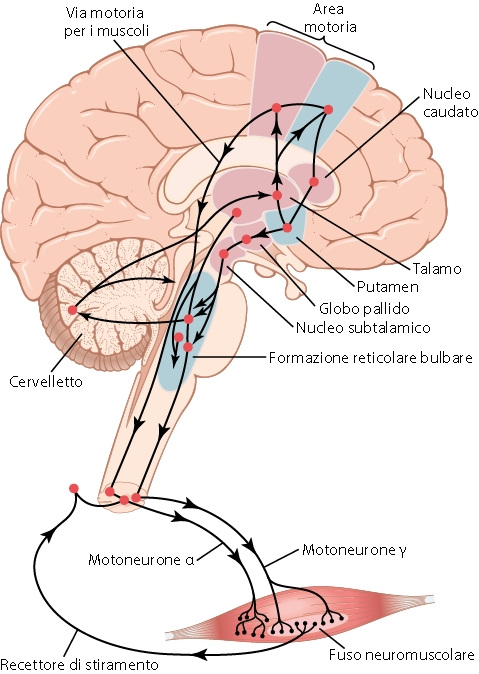 Via motoria
per i muscoli
Area
motoria
Nucleo
caudato
Talamo
Putamen
Globo pallido
Nucleo subtalamico
Formazione reticolare bulbare
Cervelletto
Motoneurone α
Motoneurone γ
Recettore di stiramento
Fuso neuromuscolare